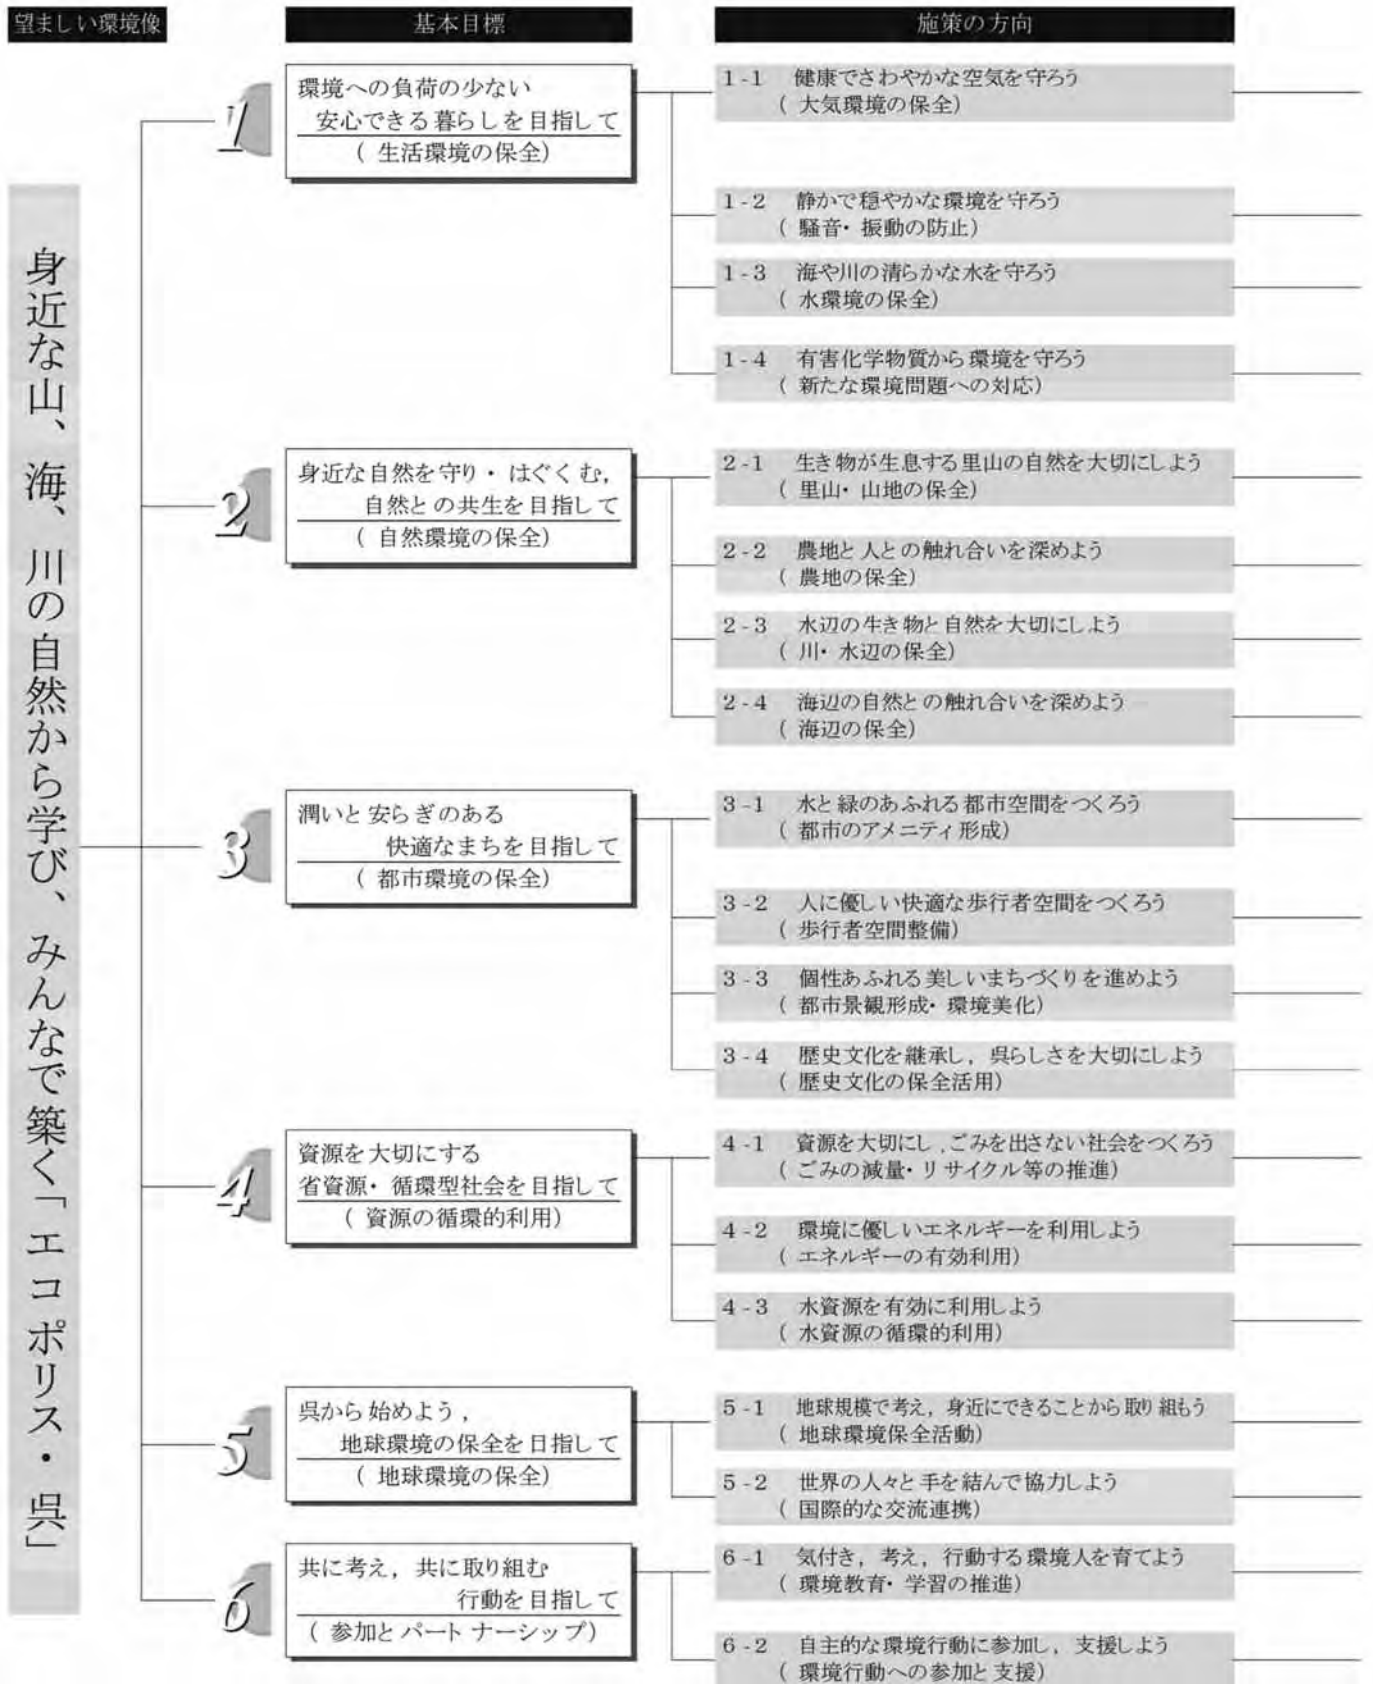 望ましい環境像
基本目標
施策の方向
身近な山、海、川の自然から学び、みんなで築く「エコポリス・呉」
1
環境への負荷の少ない
安心できる暮らしを目指して
(生活環境の保全)
1-1 健康でさわやかな空気を守ろう
(大気環境の保全)
1-2 静かで穏やかな環境を守ろう
(騒音・振動の防止)
1-3 海や川の清らかな水を守ろう
(水環境の保全)
1-4 有害化学物質から環境を守ろう
(新たな環境問題への対応)
2
身近な自然を守り・はぐくむ,
自然との共生を目指して
(自然環境の保全)
2-1 生き物が生息する里山の自然を大切にしよう
(里山・山地の保全)
2-2 農地と人との触れ合いを深めよう
(農地の保全)
2-3 水辺の生き物と自然を大切にしよう
(川・水辺の保全)
2-4 海辺の自然との触れ合いを深めよう
(海辺の保全)
3
潤いと安らぎのある
快適なまちを目指して
(都市環境の保全)
3-1 水と緑のあふれる都市空間をつくろう
(都市のアメニティ形成)
3-2 人に優しい快適な歩行者空間をつくろう
(歩行者空間整備)
3-3 個性あふれる美しいまちづくりを進めよう
(都市景観形成・環境美化)
3-4 歴史文化を継承し,呉らしさを大切にしよう
(歴史文化の保全活用)
4
資源を大切にする
省資源・循環型社会を目指して
(資源の循環的利用)
4-1 資源を大切にし,ごみを出さない社会をつくろう
(ごみの減量・リサイクル等の推進)
4-2 環境に優しいエネルギーを利用しよう
(エネルギーの有効利用)
4-3 水資源を有効に利用しよう
(水資源の循環的利用)
5
呉から始めよう,
地球環境の保全を目指して
(地球環境の保全)
5-1 地球規模で考え,身近にできることから取り組もう
(地球環境保全活動)
5-2 世界の人々と手を結んで協力しよう
(国際的な交流連携)
6
共に考え,共に取り組む
行動を目指して
(参加とパートナーシップ)
6-1 気付き,考え,行動する環境人を育てよう
(環境教育・学習の推進)
6-2 自主的な環境行動に参加し,支援しよう
(環境行動への参加と支援)